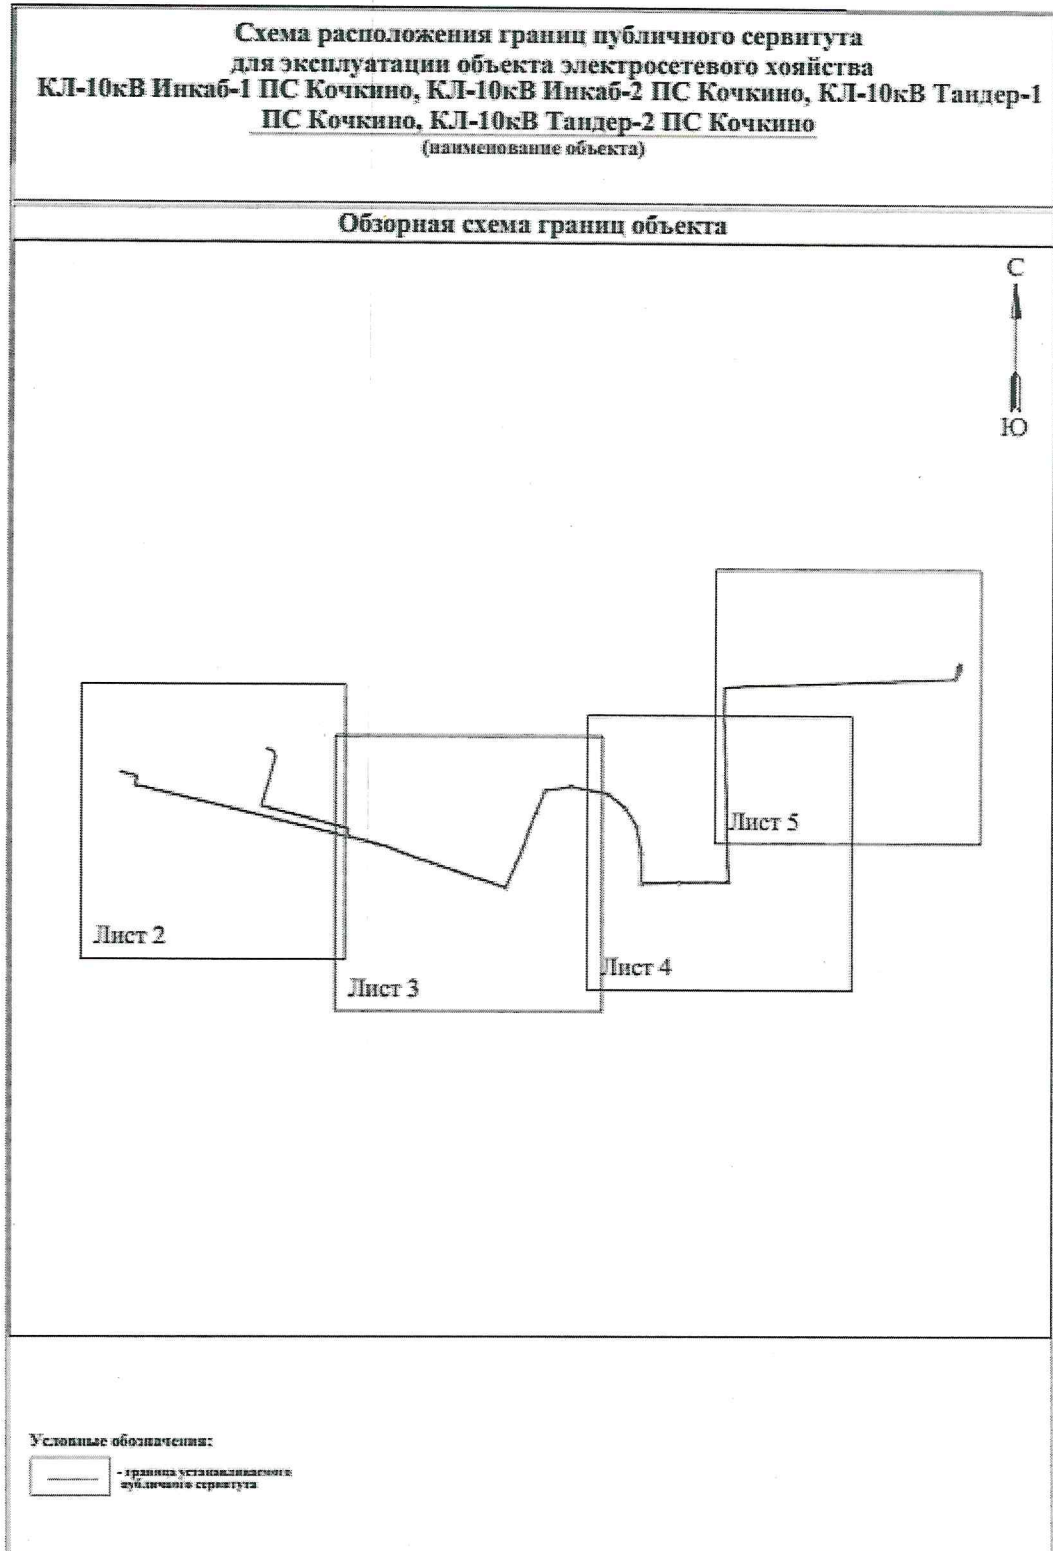 Схема расположения границ публичного сервитута
для эксплуатации объекта электросетевого хояйства
КЛ-10кВ Инкаб-1 ПС Кочкино, КЛ-10кВ Инкаб-2 ПС Кочкино, КЛ-10кВ Тандер-1
ПС Кочкино, КЛ-10кВ Тандер-2 ПС Кочкино
(наименование объекта)
Обзорная схема границ объекта
С
Ю
Лист 5
Лист 2
Лист 4
Лист 3
Условные обозначения:
- граница устанавливаемого
публичного сервитута